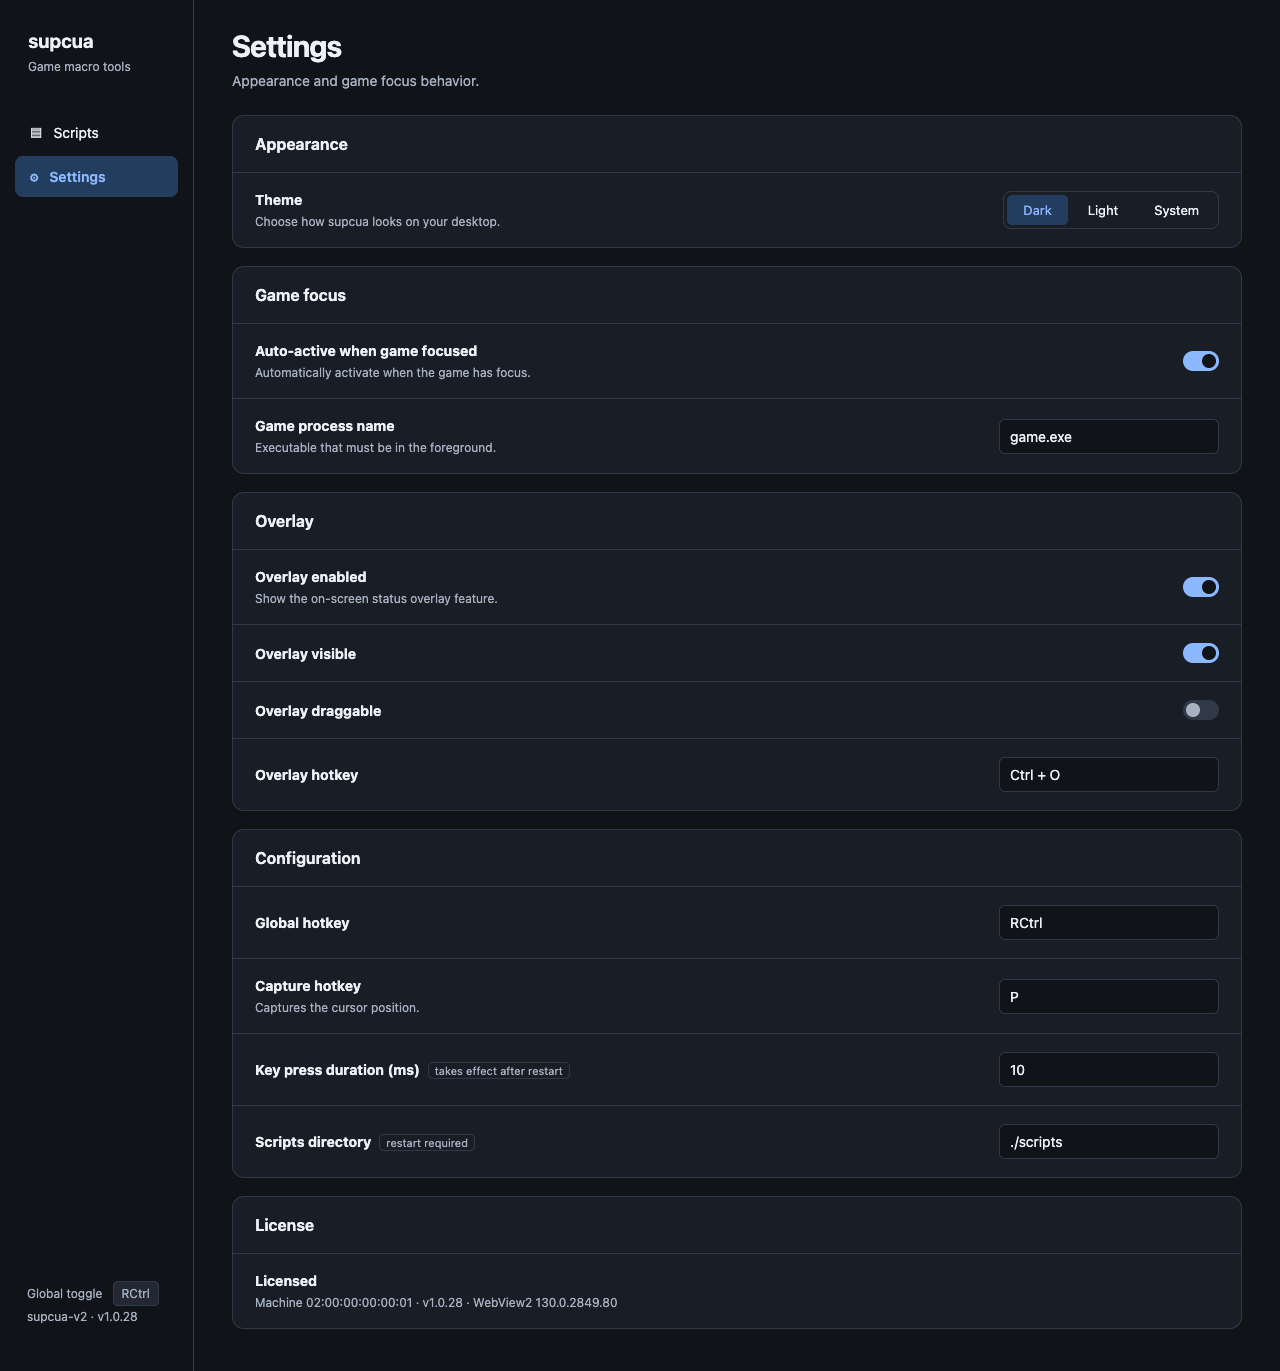 supcua
Game macro tools
Scripts
Settings
Global toggle RCtrl
supcua-v2 · v1.0.28
Settings
Appearance and game focus behavior.
Appearance
Theme
Choose how supcua looks on your desktop.
Dark Light System
Game focus
Auto-active when game focused
Automatically activate when the game has focus.
Game process name
Executable that must be in the foreground.
game.exe
Overlay
Overlay enabled
Show the on-screen status overlay feature.
Overlay visible
Overlay draggable
Overlay hotkey
Ctrl + O
Configuration
Global hotkey
RCtrl
Capture hotkey
Captures the cursor position.
P
Key press duration (ms) takes effect after restart
10
Scripts directory restart required
./scripts
License
Licensed
Machine 02:00:00:00:00:01 · v1.0.28 · WebView2 130.0.2849.80